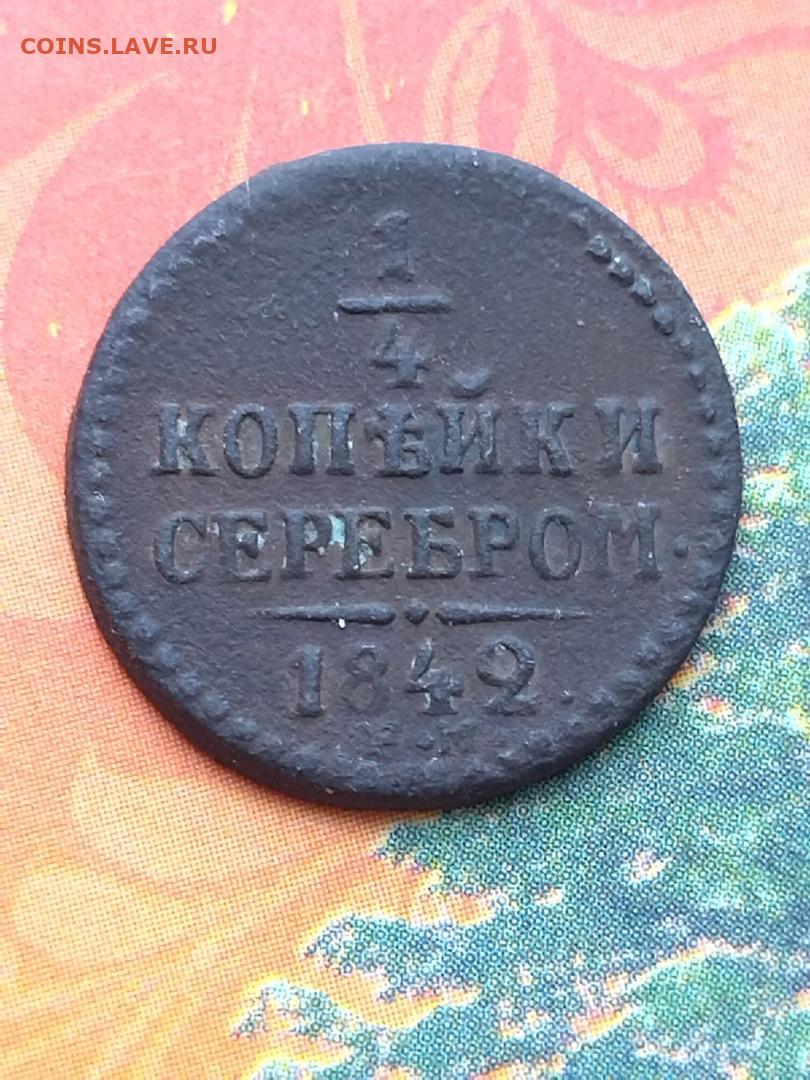 COINS.LAVE.RU
1
4
КОПѢЙКИ
СЕРЕБРОМ.
1842.